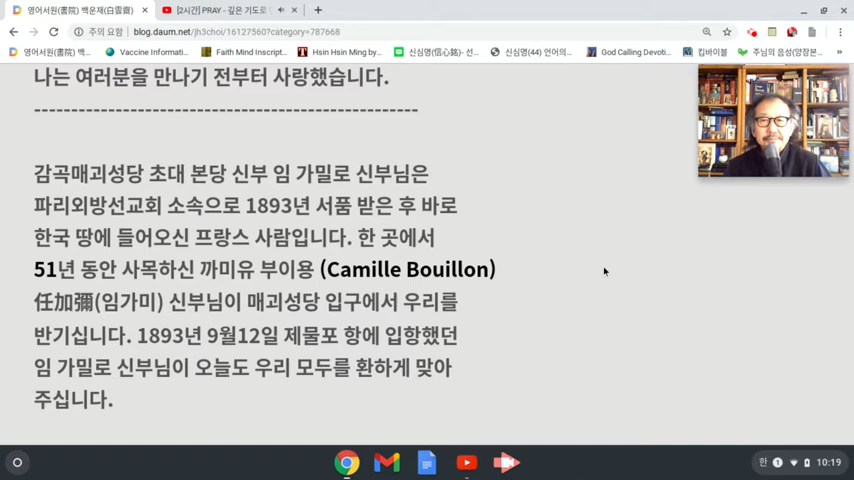 영어서원(書院) 백운재(白雲齋)
[2시간] PRAY - 깊은 기도로
주의 요함
blog.daum.net/jh3choi/16127560?category=787668
영어서원(書院) 백운재(白...
Vaccine Informati...
Faith Mind Inscript...
Hsin Hsin Ming by...
신심명(信心銘)- 선...
신심명(44) 언어의...
God Calling Devoti...
킵바이블
주님의 음성(양장본...
나는 여러분을 만나기 전부터 사랑했습니다.
----------------------------------------------------
감곡매괴성당 초대 본당 신부 임 가밀로 신부님은
파리외방선교회 소속으로 1893년 서품 받은 후 바로
한국 땅에 들어오신 프랑스 사람입니다. 한 곳에서
51년 동안 사목하신 까미유 부이용 (Camille Bouillon)
任加彌(임가미) 신부님이 매괴성당 입구에서 우리를
반기십니다. 1893년 9월12일 제물포 항에 입항했던
임 가밀로 신부님이 오늘도 우리 모두를 환하게 맞아
주십니다.
한 1 10:19